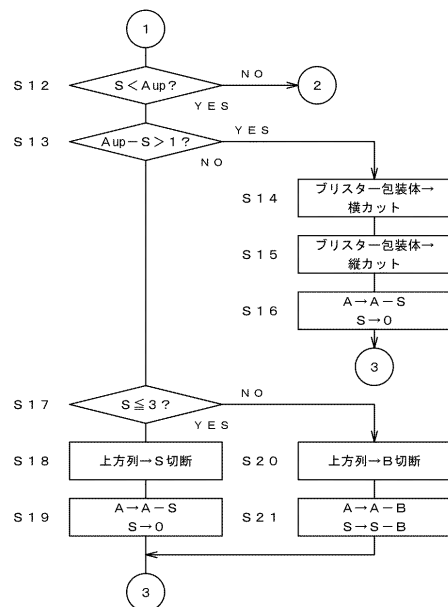 1
S12
S<Aup?
NO
2
YES
S13
Aup-S>1?
YES
NO
S14
ブリスター包装体→
横カット
S15
ブリスター包装体→
縦カット
S16
A→A-S
S→0
3
S17
S≦3?
NO
YES
S18
上方列→S切断
S20
上方列→B切断
S19
A→A-S
S→0
S21
A→A-B
S→S-B
3